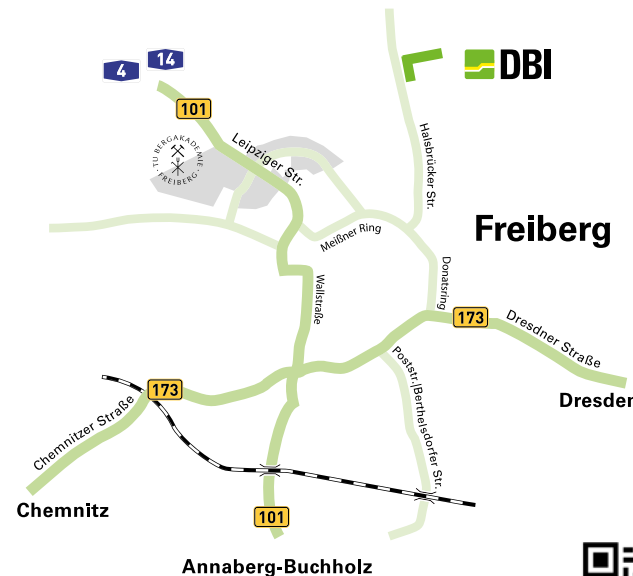 14
4
DBI
101
Leipziger Str.
TU BERGAKADEMIE
FREIBERG
Halsbrücker Str.
Freiberg
Meißner Ring
Donatsring
Wallstraße
173
Dresdner Straße
Poststr.|Berthelsdorfer Str.
Dresden
173
Chemnitzer Straße
Chemnitz
101
Annaberg-Buchholz